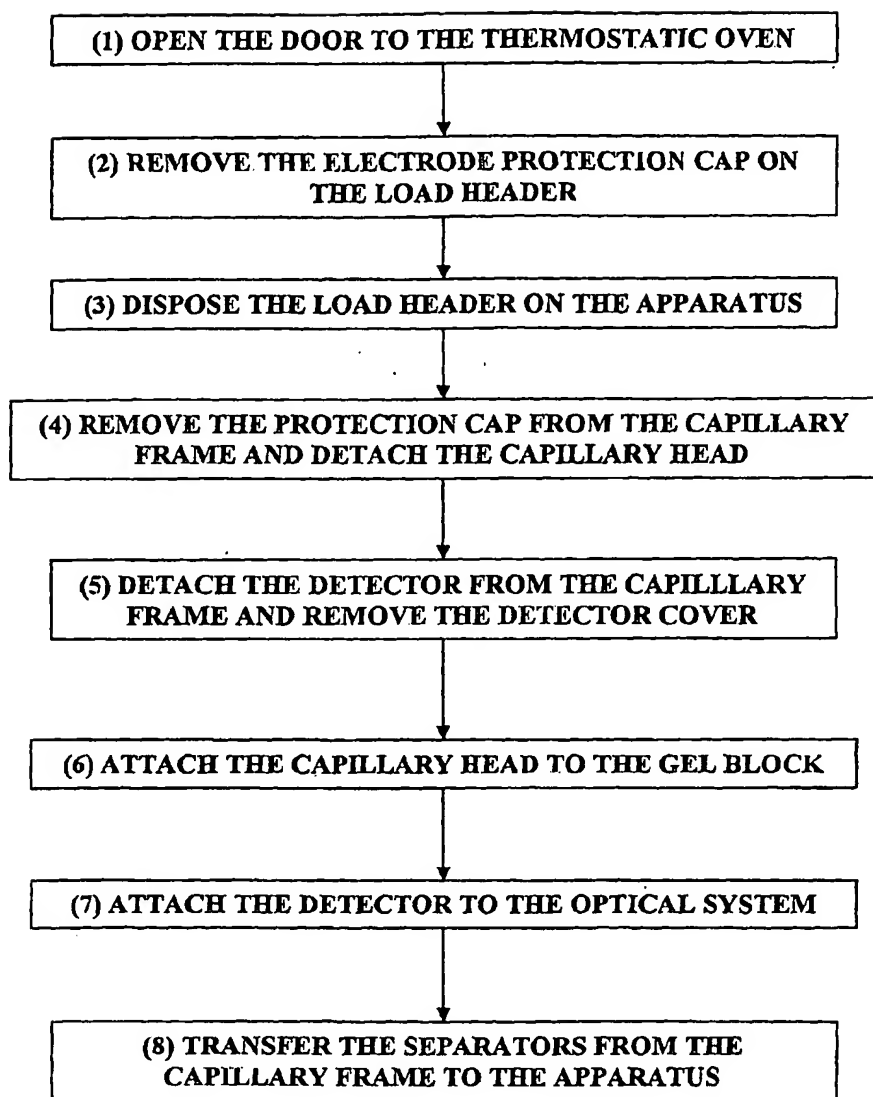 (1) OPEN THE DOOR TO THE THERMOSTATIC OVEN
(2) REMOVE THE ELECTRODE PROTECTION CAP ON
THE LOAD HEADER
(3) DISPOSE THE LOAD HEADER ON THE APPARATUS
(4) REMOVE THE PROTECTION CAP FROM THE CAPILLARY
FRAME AND DETACH THE CAPILLARY HEAD
(5) DETACH THE DETECTOR FROM THE CAPILLLARY
FRAME AND REMOVE THE DETECTOR COVER
(6) ATTACH THE CAPILLARY HEAD TO THE GEL BLOCK
(7) ATTACH THE DETECTOR TO THE OPTICAL SYSTEM
(8) TRANSFER THE SEPARATORS FROM THE
CAPILLARY FRAME TO THE APPARATUS